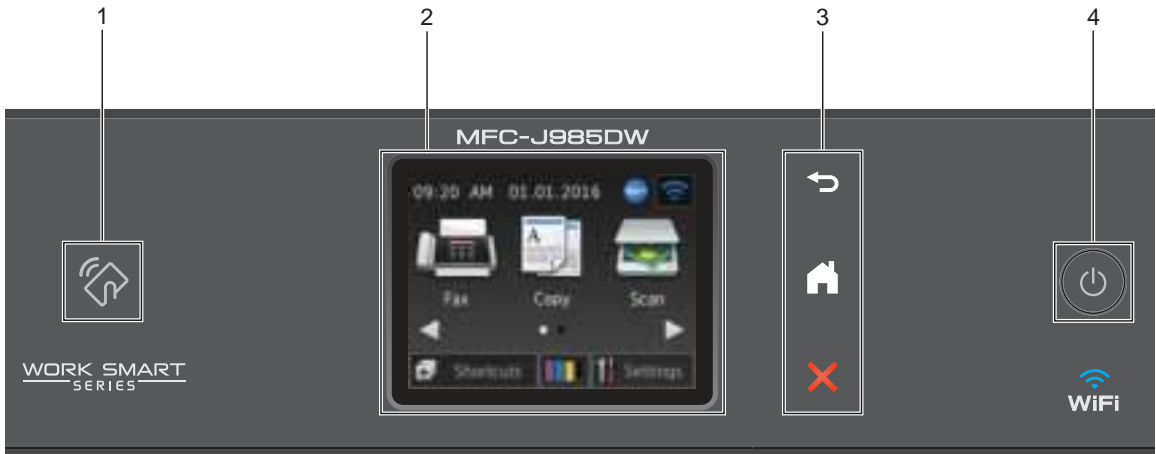 1 2 3 4
MFC-J985DW
09:20 AM 01.01.2016
Fax Copy Scan
Shortcuts Settings
WORK SMART
SERIES
WiFi